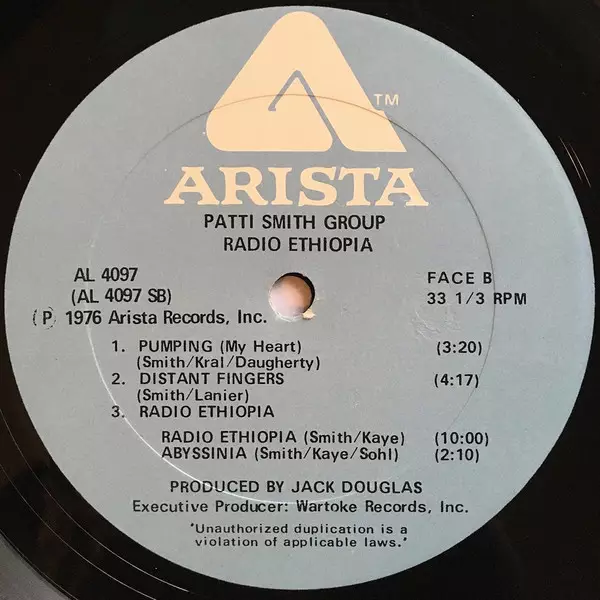 TM
ARISTA
PATTI SMITH GROUP
RADIO ETHIOPIA
AL 4097
(AL 4097 SB)
FACE B
33 1/3 RPM
(P) 1976 Arista Records, Inc.
1. PUMPING (My Heart) (3:20)
(Smith/Kral/Daugherty)
2. DISTANT FINGERS (4:17)
(Smith/Lanier)
3. RADIO ETHIOPIA
RADIO ETHIOPIA (Smith/Kaye) (10:00)
ABYSSINIA (Smith/Kaye/Sohl) (2:10)
PRODUCED BY JACK DOUGLAS
Executive Producer: Wartoke Records, Inc.
"Unauthorized duplication is a
violation of applicable laws."